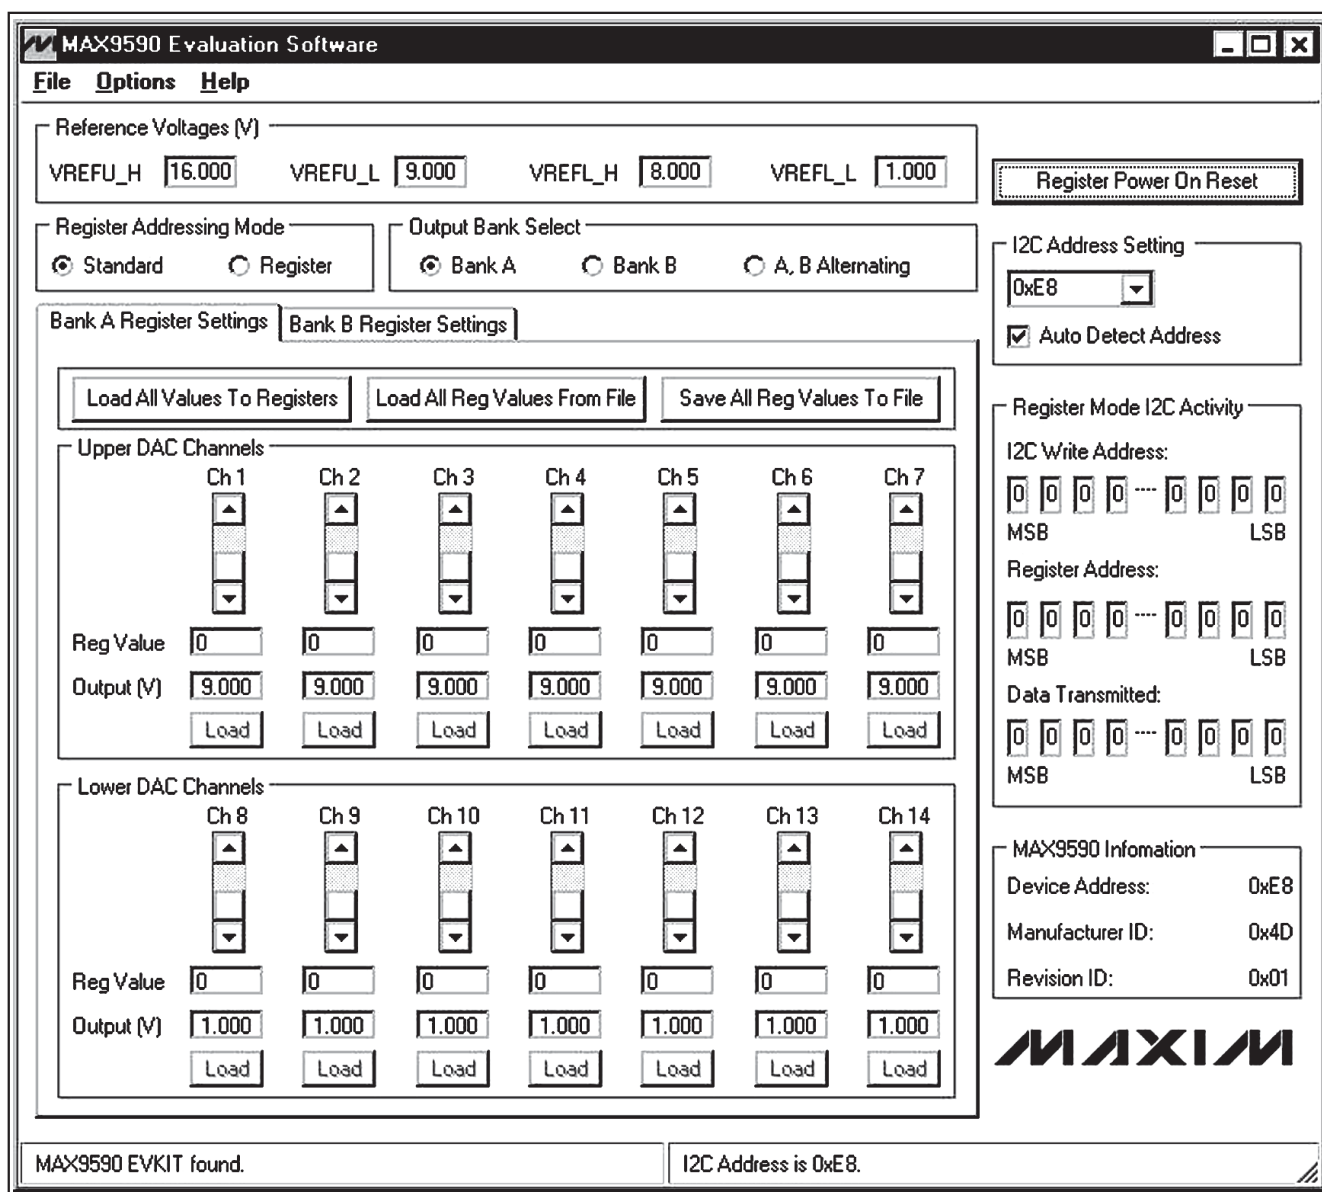 MAX9590 Evaluation Software
File Options Help
Reference Voltages (V)
VREFU_H 16.000 VREFU_L 9.000 VREFL_H 8.000 VREFL_L 1.000
Register Power On Reset
Register Addressing Mode
Standard Register
Output Bank Select
Bank A Bank B A, B Alternating
I2C Address Setting
0xE8
Auto Detect Address
Bank A Register Settings Bank B Register Settings
Load All Values To Registers Load All Reg Values From File Save All Reg Values To File
Upper DAC Channels
Ch 1 Ch 2 Ch 3 Ch 4 Ch 5 Ch 6 Ch 7
Reg Value 0 0 0 0 0 0 0
Output (V) 9.000 9.000 9.000 9.000 9.000 9.000 9.000
Load Load Load Load Load Load Load
Lower DAC Channels
Ch 8 Ch 9 Ch 10 Ch 11 Ch 12 Ch 13 Ch 14
Reg Value 0 0 0 0 0 0 0
Output (V) 1.000 1.000 1.000 1.000 1.000 1.000 1.000
Load Load Load Load Load Load Load
Register Mode I2C Activity
I2C Write Address:
0 0 0 0 ---- 0 0 0 0
MSB LSB
Register Address:
0 0 0 0 ---- 0 0 0 0
MSB LSB
Data Transmitted:
0 0 0 0 ---- 0 0 0 0
MSB LSB
MAX9590 Infomation
Device Address: 0xE8
Manufacturer ID: 0x4D
Revision ID: 0x01
MAXIM
MAX9590 EVKIT found. I2C Address is 0xE8.